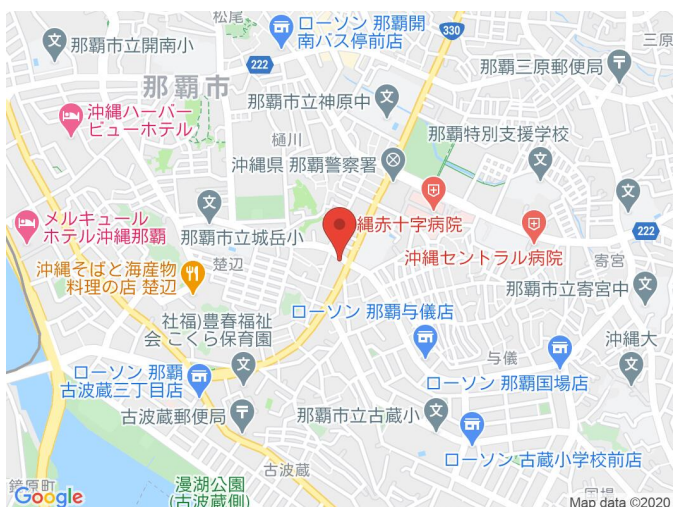 松尾
ローソン 那覇開
南バス停前店
330
三原
那覇市立開南小
222
那覇三原郵便局
那覇市
沖縄ハーバー
ビューホテル
那覇市立神原中
樋川
那覇特別支援学校
沖縄県 那覇警察署
メルキュール
ホテル沖縄那覇
那覇市立城岳小
縄赤十字病院
222
沖縄セントラル病院
寄宮
楚辺
沖縄そばと海産物
料理の店 楚辺
那覇市立寄宮中
ローソン 那覇与儀店
社福)豊春福祉
会 こくら保育園
沖縄大
与儀
ローソン 那覇
古波蔵三丁目店
ローソン 那覇国場店
古波蔵郵便局
那覇市立古蔵小
古波蔵
ローソン 古蔵小学校前店
漫湖公園
(古波蔵側)
鏡原町
国場
Google
Map data ©2020